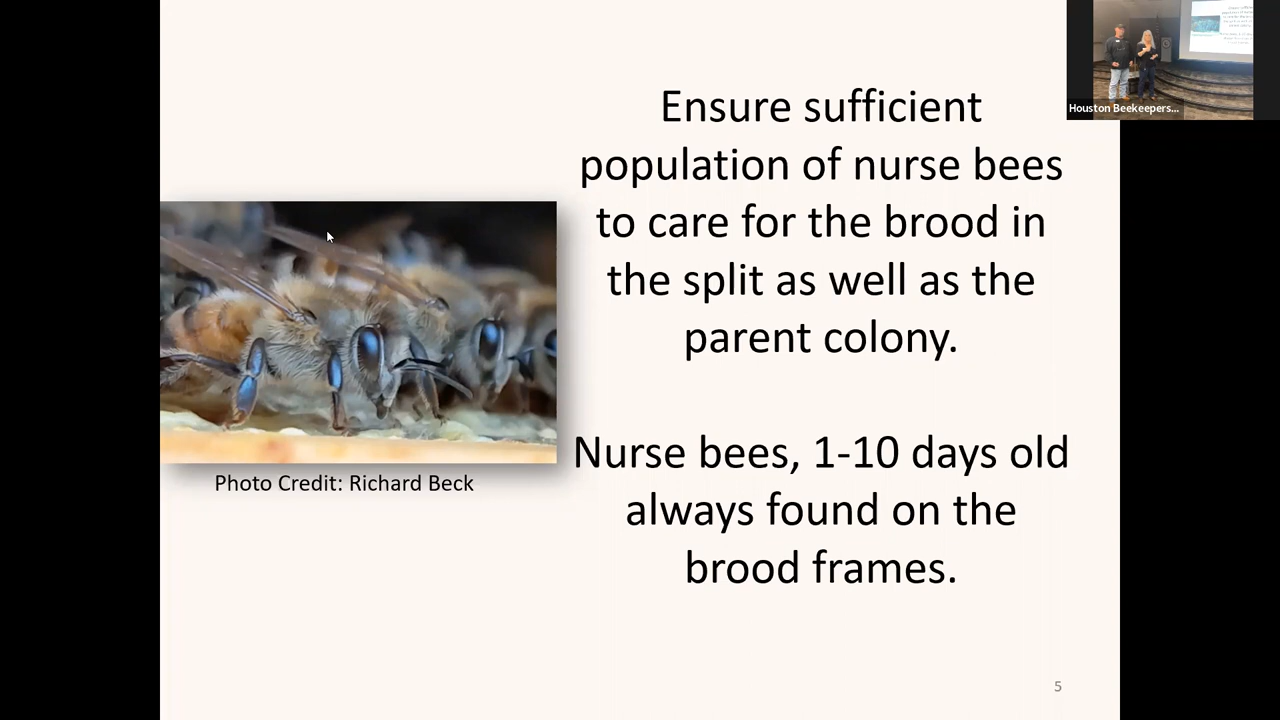 Ensure sufficient
population of nurse bees
to care for the brood in
the split as well as the
parent colony.
Nurse bees, 1-10 days old
always found on the
brood frames.
Photo Credit: Richard Beck
5
Houston Beekeepers...